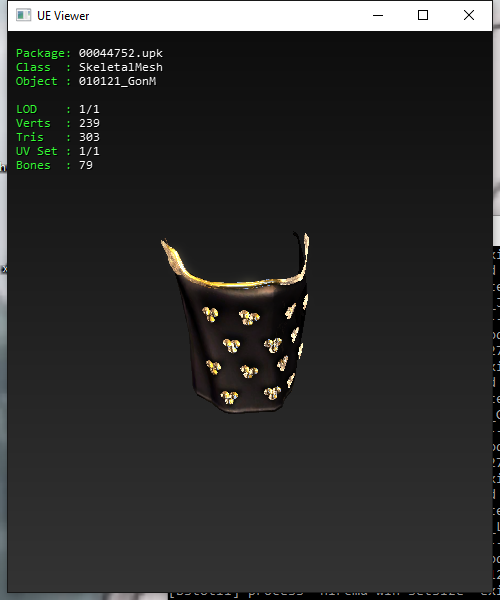 UE Viewer
Package: 00044752.upk
Class : SkeletalMesh
Object : 010121_GonM
LOD : 1/1
Verts : 239
Tris : 303
UV Set : 1/1
Bones : 79